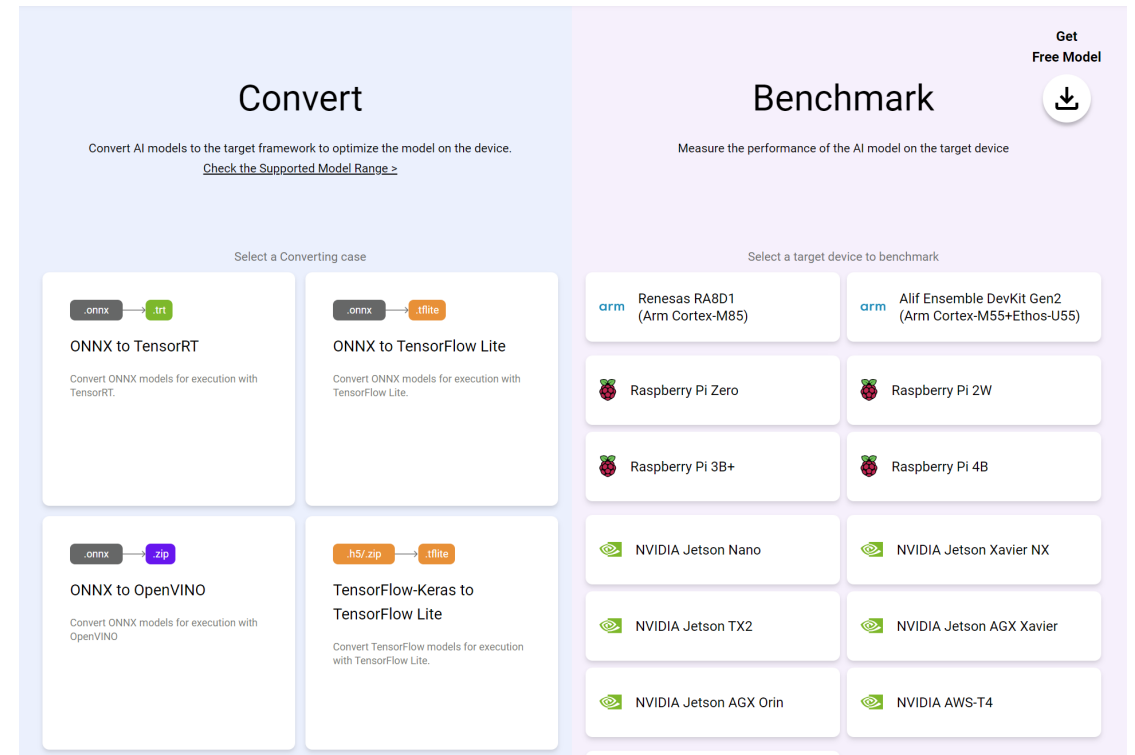 Convert
Convert AI models to the target framework to optimize the model on the device.
Check the Supported Model Range >
Select a Converting case
.onnx
.trt
ONNX to TensorRT
Convert ONNX models for execution with
TensorRT.
.onnx
.tflite
ONNX to TensorFlow Lite
Convert ONNX models for execution with
TensorFlow Lite.
.onnx
.zip
ONNX to OpenVINO
Convert ONNX models for execution with
OpenVINO
.h5/.zip
.tflite
TensorFlow-Keras to
TensorFlow Lite
Convert TensorFlow models for execution
with TensorFlow Lite.
Get
Free Model
Benchmark
Measure the performance of the AI model on the target device
Select a target device to benchmark
arm
Renesas RA8D1
(Arm Cortex-M85)
arm
Alif Ensemble DevKit Gen2
(Arm Cortex-M55+Ethos-U55)
Raspberry Pi Zero
Raspberry Pi 2W
Raspberry Pi 3B+
Raspberry Pi 4B
NVIDIA Jetson Nano
NVIDIA Jetson Xavier NX
NVIDIA Jetson TX2
NVIDIA Jetson AGX Xavier
NVIDIA Jetson AGX Orin
NVIDIA AWS-T4